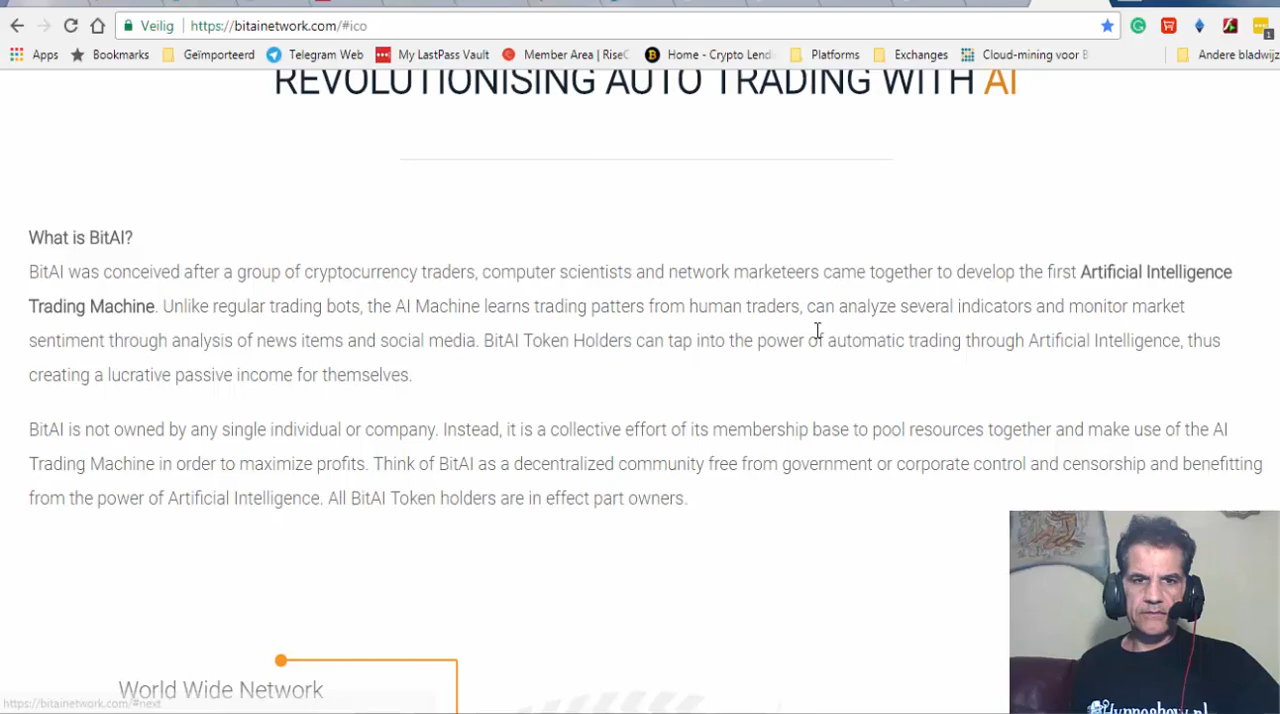 Veilig https://bitainetwork.com/#ico
Apps Bookmarks Geïmporteerd Telegram Web My LastPass Vault Member Area | RiseC Home - Crypto Lend Platforms Exchanges Cloud-mining voor B Andere bladwijz
REVOLUTIONISING AUTO TRADING WITH AI
What is BitAI?
BitAI was conceived after a group of cryptocurrency traders, computer scientists and network marketeers came together to develop the first Artificial Intelligence
Trading Machine. Unlike regular trading bots, the AI Machine learns trading patters from human traders, can analyze several indicators and monitor market
sentiment through analysis of news items and social media. BitAI Token Holders can tap into the power of automatic trading through Artificial Intelligence, thus
creating a lucrative passive income for themselves.
BitAI is not owned by any single individual or company. Instead, it is a collective effort of its membership base to pool resources together and make use of the AI
Trading Machine in order to maximize profits. Think of BitAI as a decentralized community free from government or corporate control and censorship and benefitting
from the power of Artificial Intelligence. All BitAI Token holders are in effect part owners.
World Wide Network
https://bitainetwork.com/#next